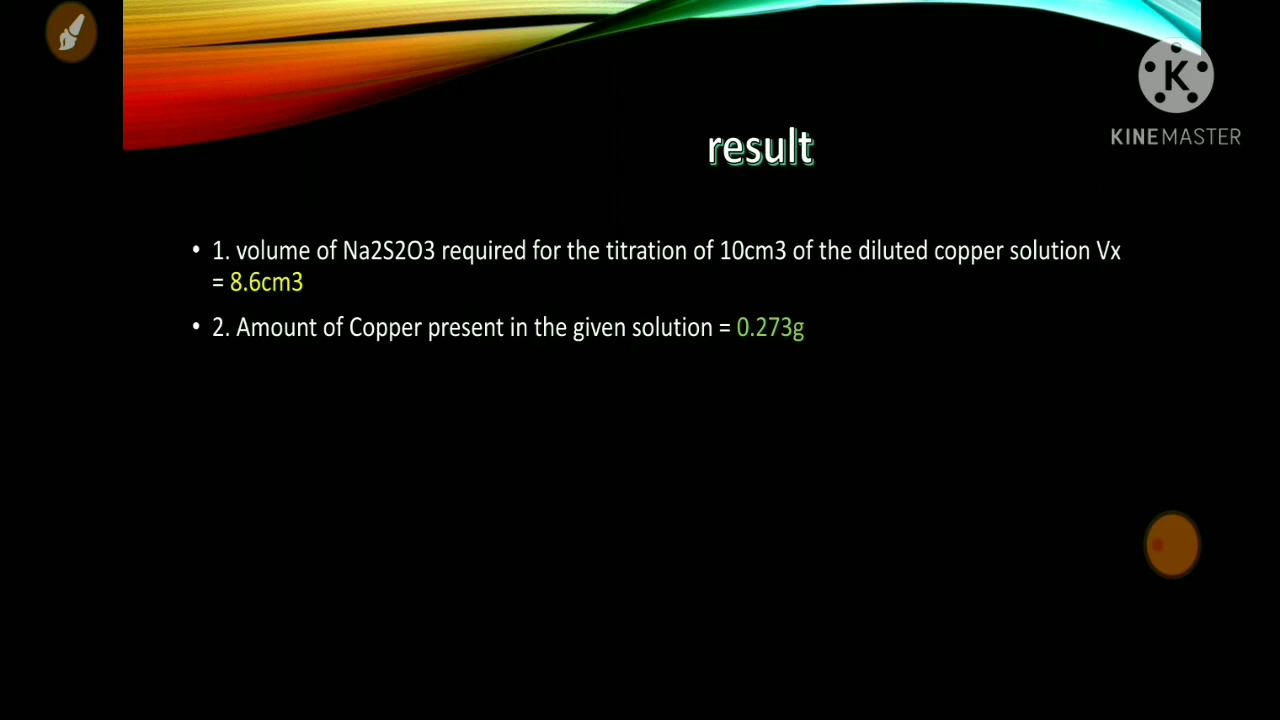 K
KINEMASTER
result
• 1. volume of Na2S2O3 required for the titration of 10cm3 of the diluted copper solution Vx
= 8.6cm3
• 2. Amount of Copper present in the given solution = 0.273g